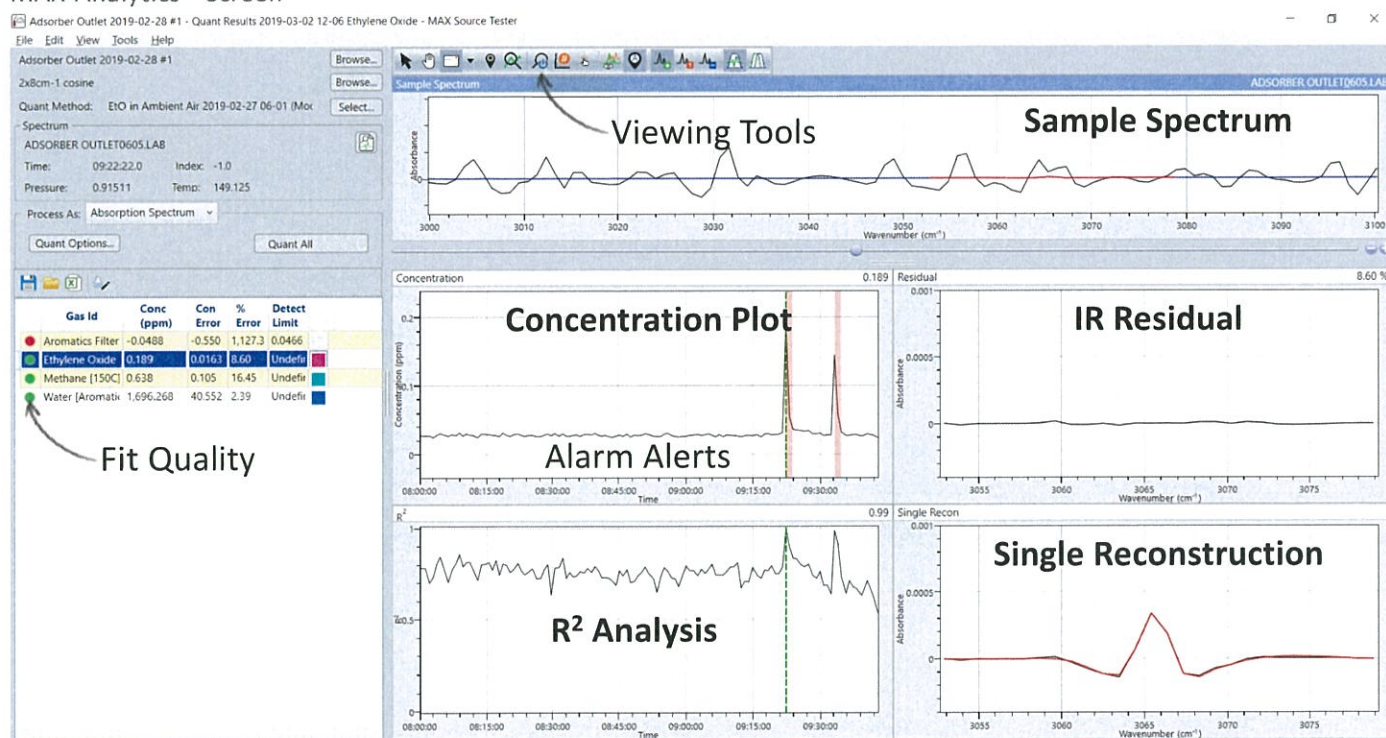 MAX Analytics - Screen
Adsorber Outlet 2019-02-28 #1 - Quant Results 2019-03-02 12-06 Ethylene Oxide - MAX Source Tester
File Edit View Tools Help
Adsorber Outlet 2019-02-28 #1 Browse...
2x8cm-1 cosine Browse...
Quant Method: EtO in Ambient Air 2019-02-27 06-01 (Moc Select...
Spectrum
ADSORBER OUTLET0605.LAB
Time: 09:22:22.0 Index: -1.0
Pressure: 0.91511 Temp: 149.125
Process As: Absorption Spectrum
Quant Options... Quant All
Gas Id Conc (ppm) Con Error % Error Detect Limit
Aromatics Filter -0.0488 -0.550 1,127.3 0.0466
Ethylene Oxide 0.189 0.0163 8.60 Undefir
Methane [150C] 0.638 0.105 16.45 Undefir
Water [Aromatic 1,696.268 40.552 2.39 Undefir
Fit Quality
Viewing Tools
Sample Spectrum ADSORBER OUTLET0605.LAB
Sample Spectrum
Absorbance
0
3000 3010 3020 3030 3040 3050 3060 3070 3080 3090 3100
Wavenumber (cm⁻¹)
Concentration 0.189
Concentration Plot
Concentration (ppm)
0.2
0.1
0
Alarm Alerts
08:00:00 08:15:00 08:30:00 08:45:00 09:00:00 09:15:00 09:30:00
Time
Residual 8.60 %
IR Residual
Absorbance
0.001
0.0005
0
3055 3060 3065 3070 3075
Wavenumber (cm⁻¹)
R² 0.99
R² Analysis
R²
1
0.5
0
08:00:00 08:15:00 08:30:00 08:45:00 09:00:00 09:15:00 09:30:00
Time
Single Recon
Single Reconstruction
Absorbance
0.001
0.0005
0
3055 3060 3065 3070 3075
Wavenumber (cm⁻¹)